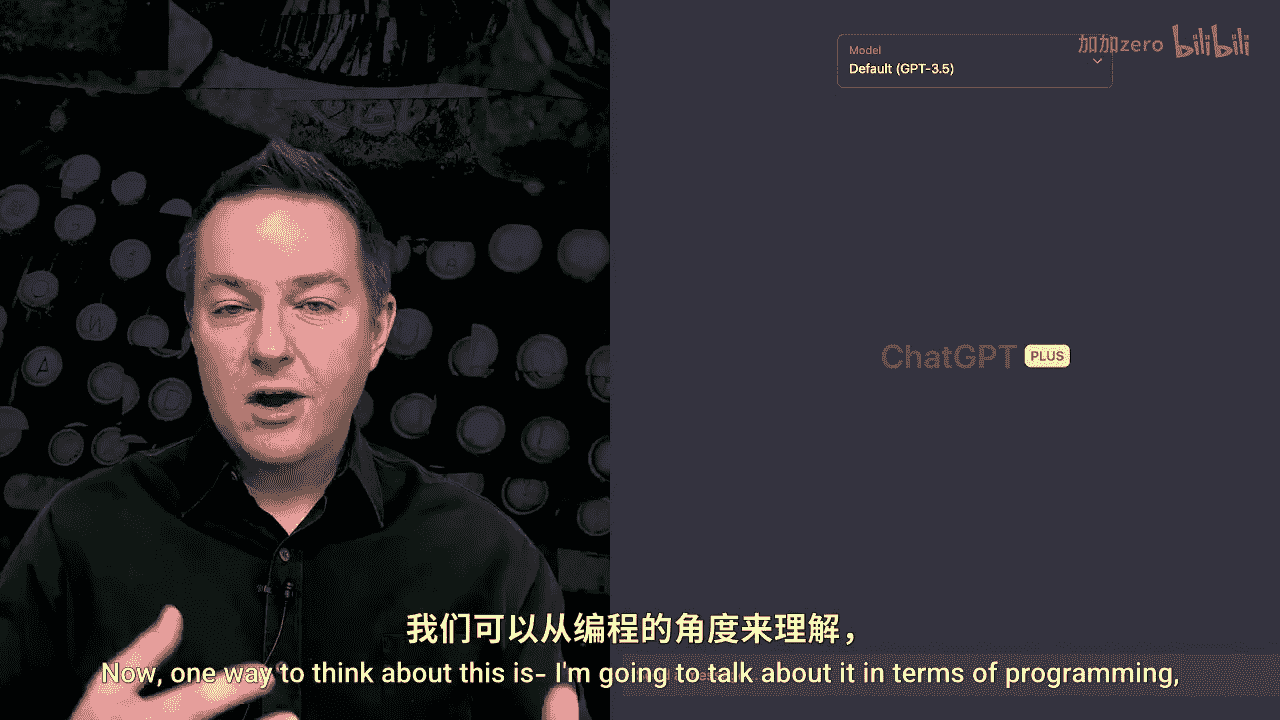 Model
Default (GPT-3.5)
加加zero bilibili
ChatGPT PLUS
我们可以从编程的角度来理解，
Now, one way to think about this is- I'm going to talk about it in terms of programming,